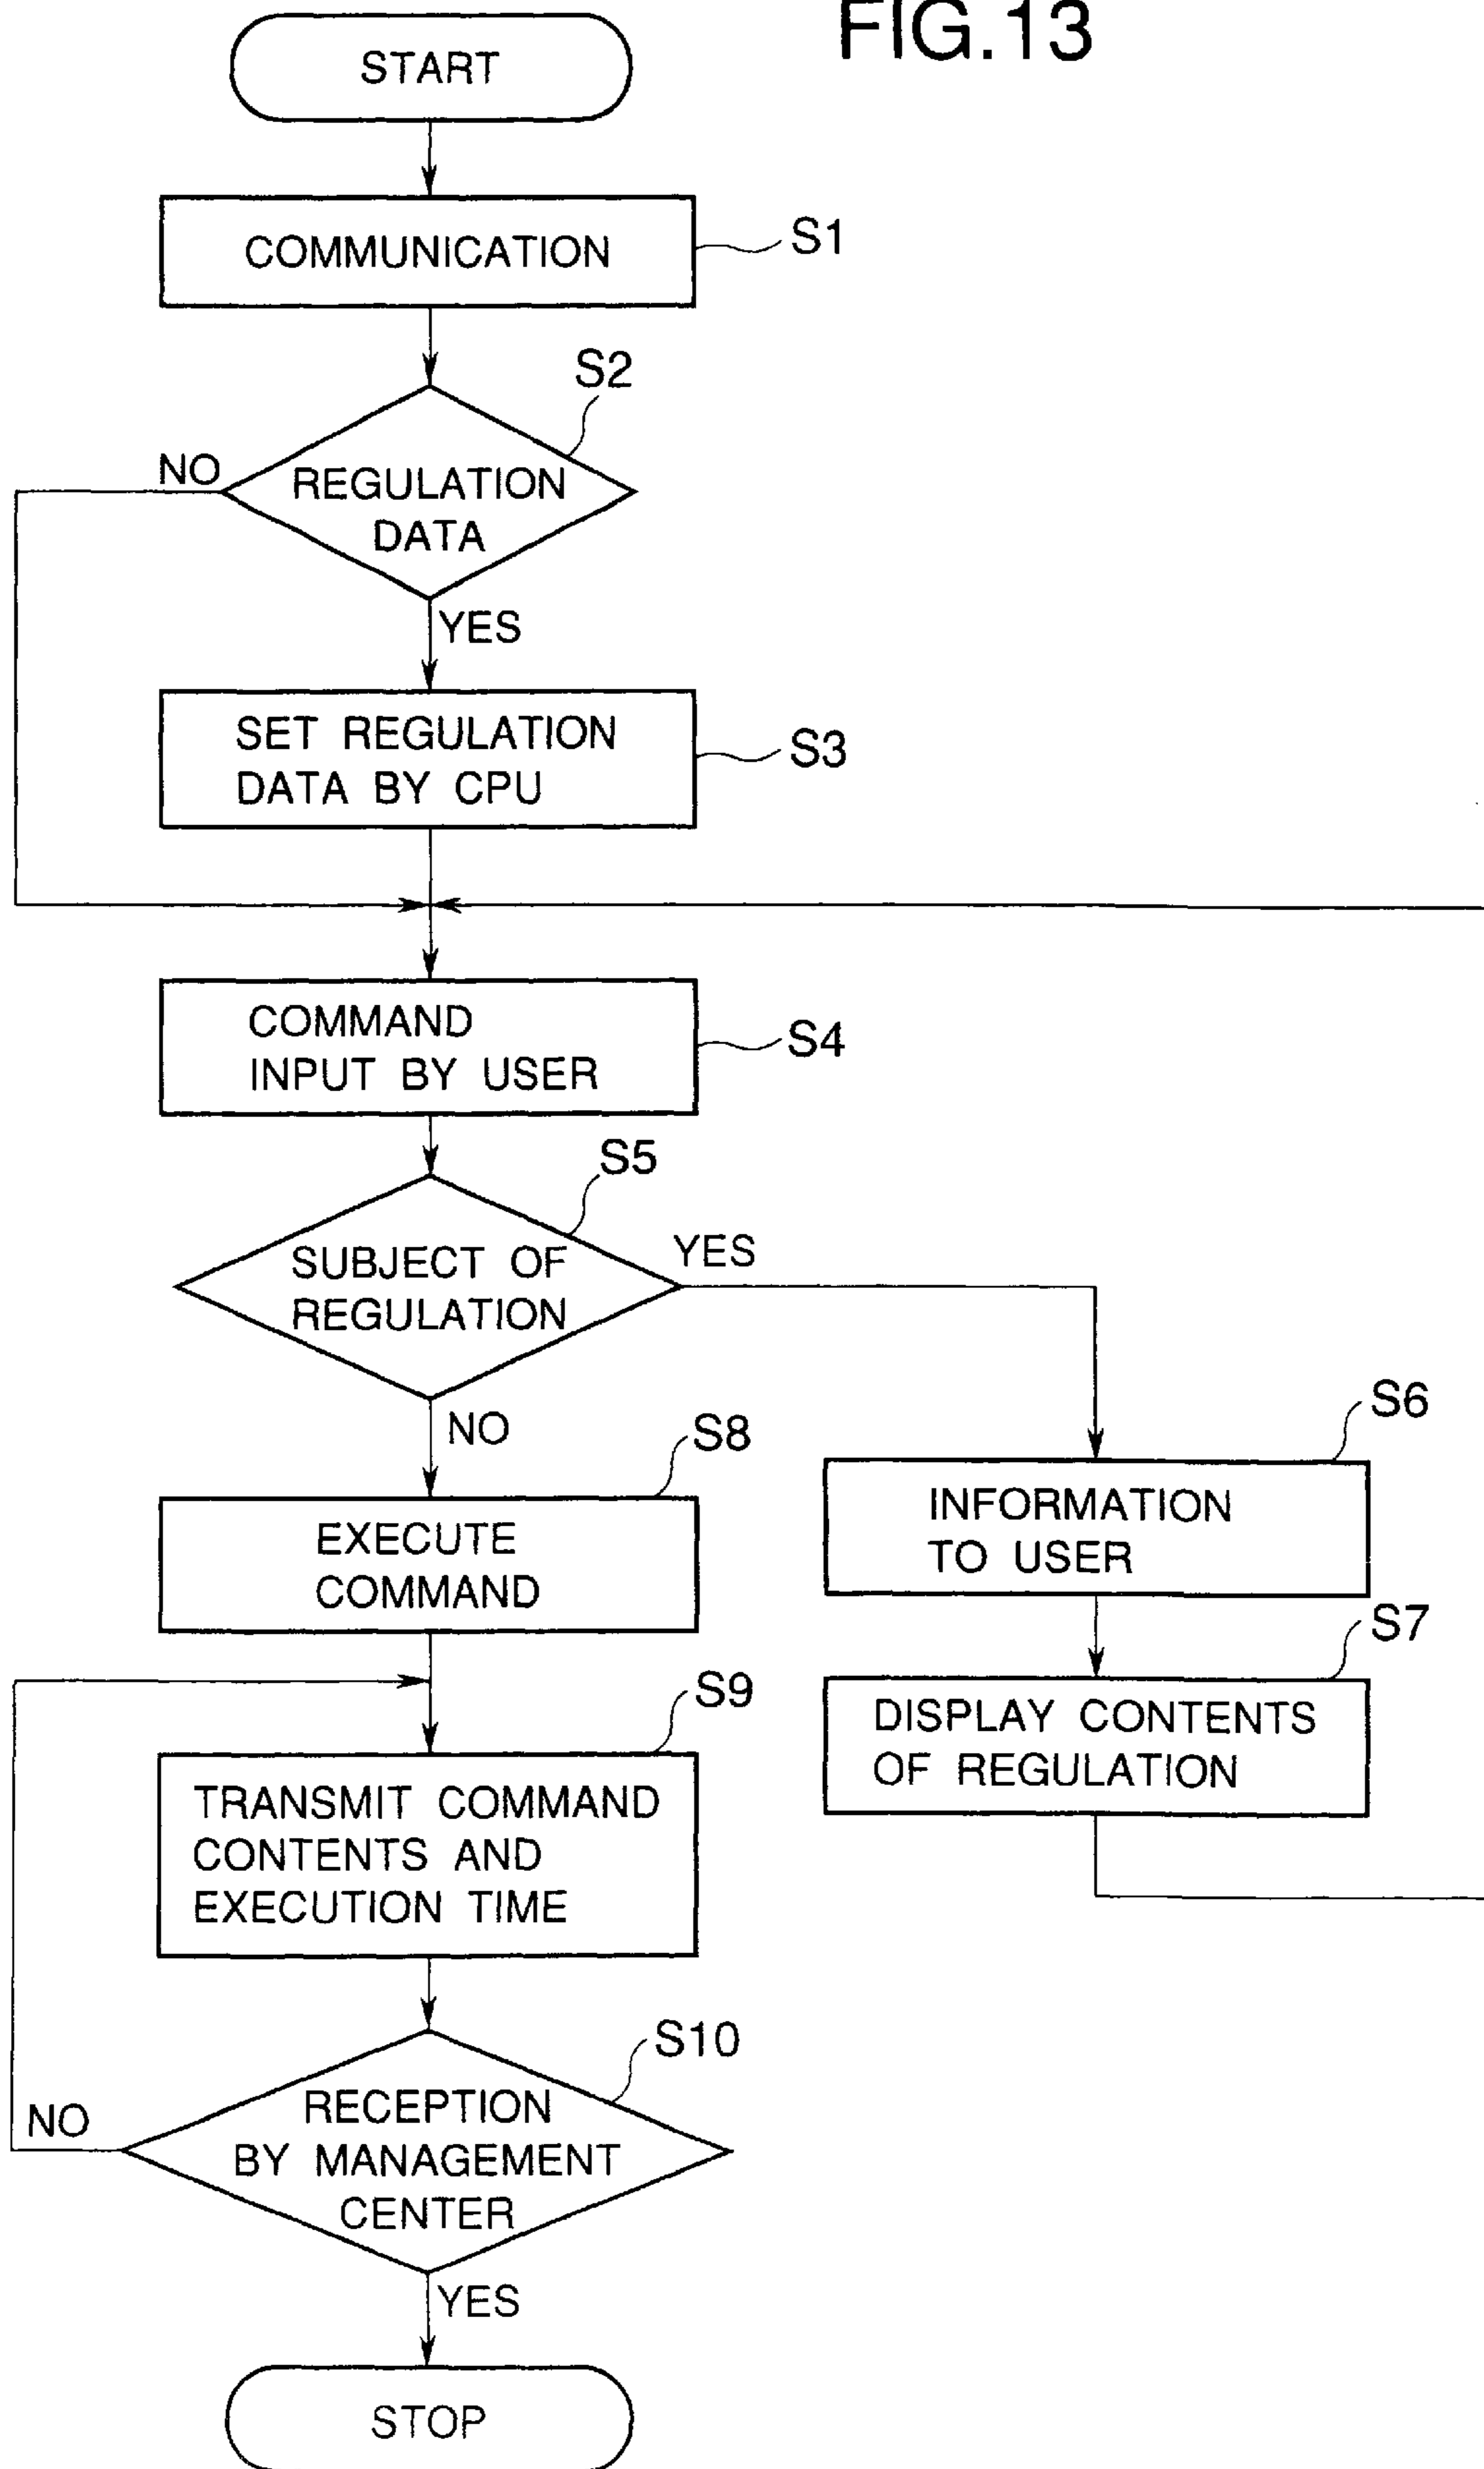 FIG.13
START
COMMUNICATION
S1
S2
NO
REGULATION
DATA
YES
SET REGULATION
DATA BY CPU
S3
COMMAND
INPUT BY USER
S4
S5
SUBJECT OF
REGULATION
YES
NO
S6
INFORMATION
TO USER
S7
DISPLAY CONTENTS
OF REGULATION
S8
EXECUTE
COMMAND
S9
TRANSMIT COMMAND
CONTENTS AND
EXECUTION TIME
S10
NO
RECEPTION
BY MANAGEMENT
CENTER
YES
STOP